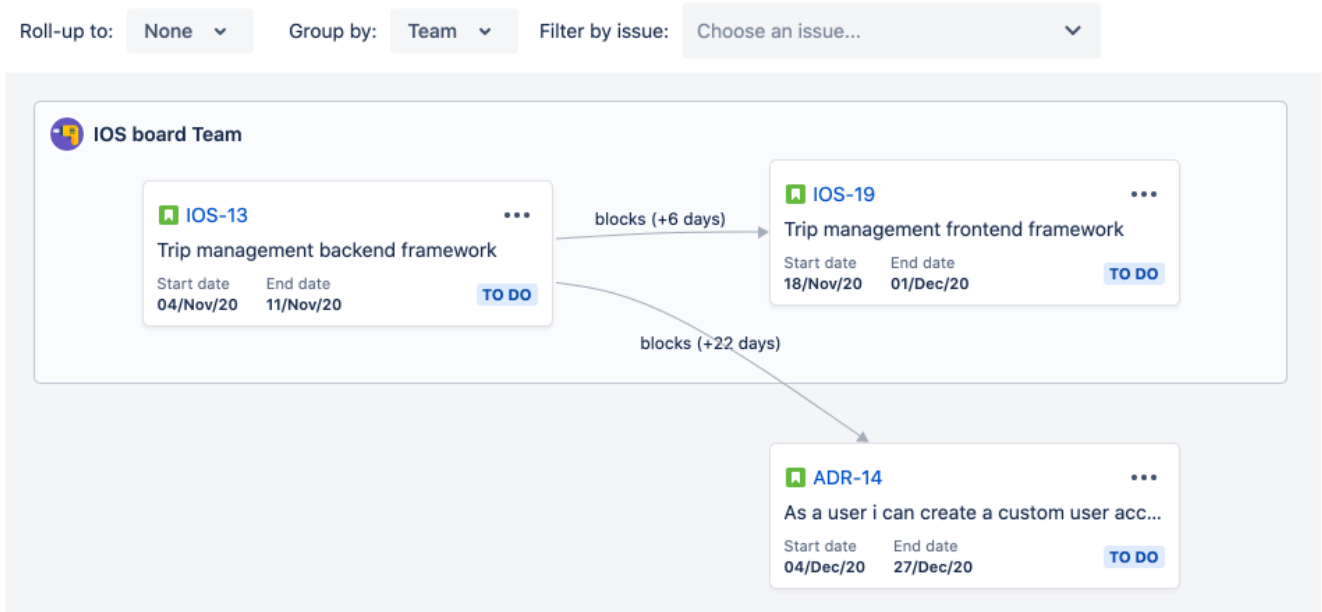 Roll-up to: None Group by: Team Filter by issue: Choose an issue...
IOS board Team
IOS-13
Trip management backend framework
Start date End date
04/Nov/20 11/Nov/20 TO DO
blocks (+6 days)
IOS-19
Trip management frontend framework
Start date End date
18/Nov/20 01/Dec/20 TO DO
blocks (+22 days)
ADR-14
As a user i can create a custom user acc...
Start date End date
04/Dec/20 27/Dec/20 TO DO